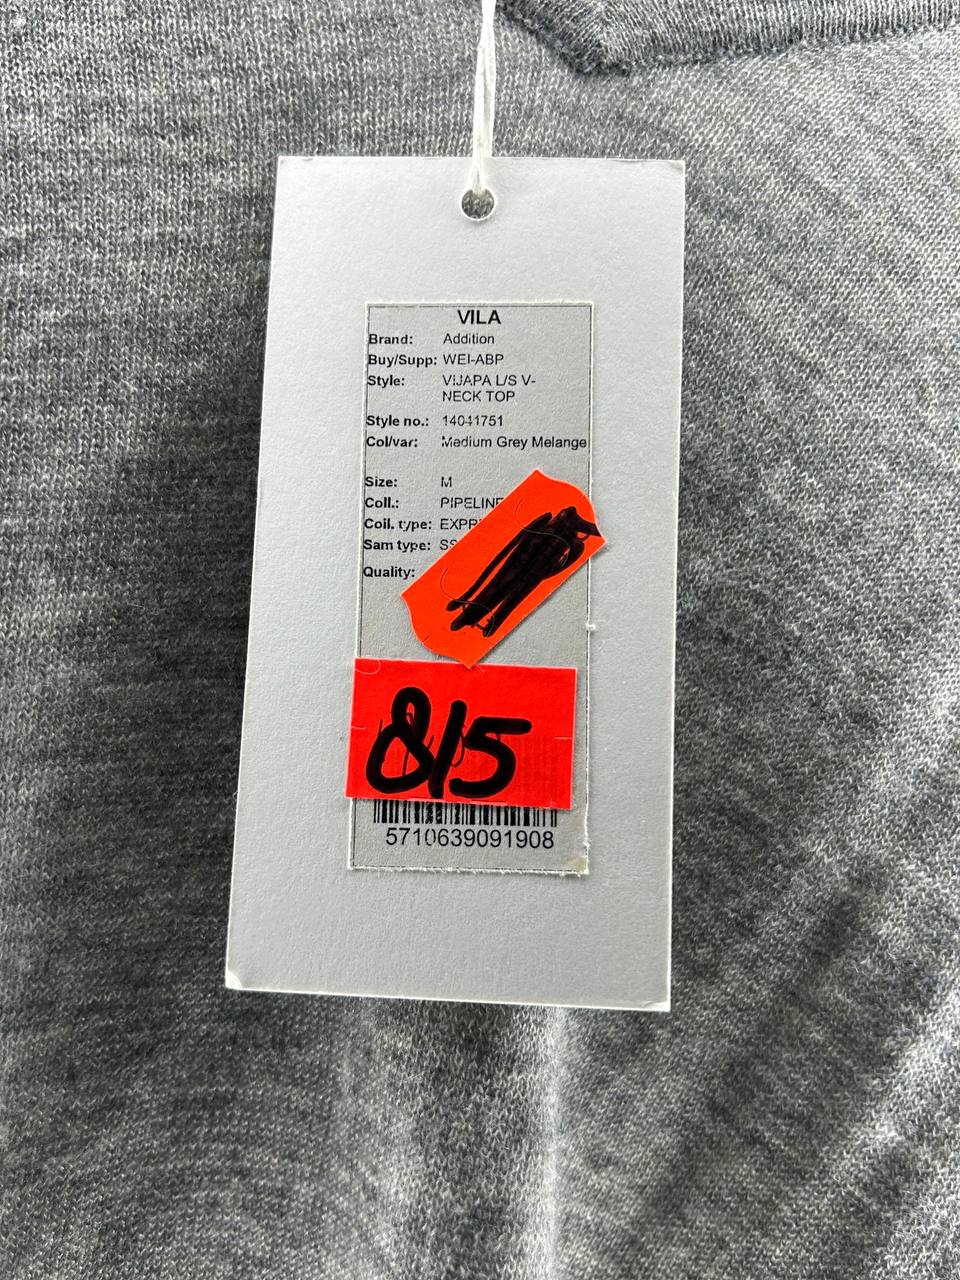 VILA
Brand: Addition
Buy/Supp: WEI-ABP
Style: VIJAPA L/S V-
NECK TOP
Style no.: 14041751
Col/var: Medium Grey Melange
Size: M
Coll.: PIPELINE
Coll. type:
Sam type:
Quality:
815
5710639091908